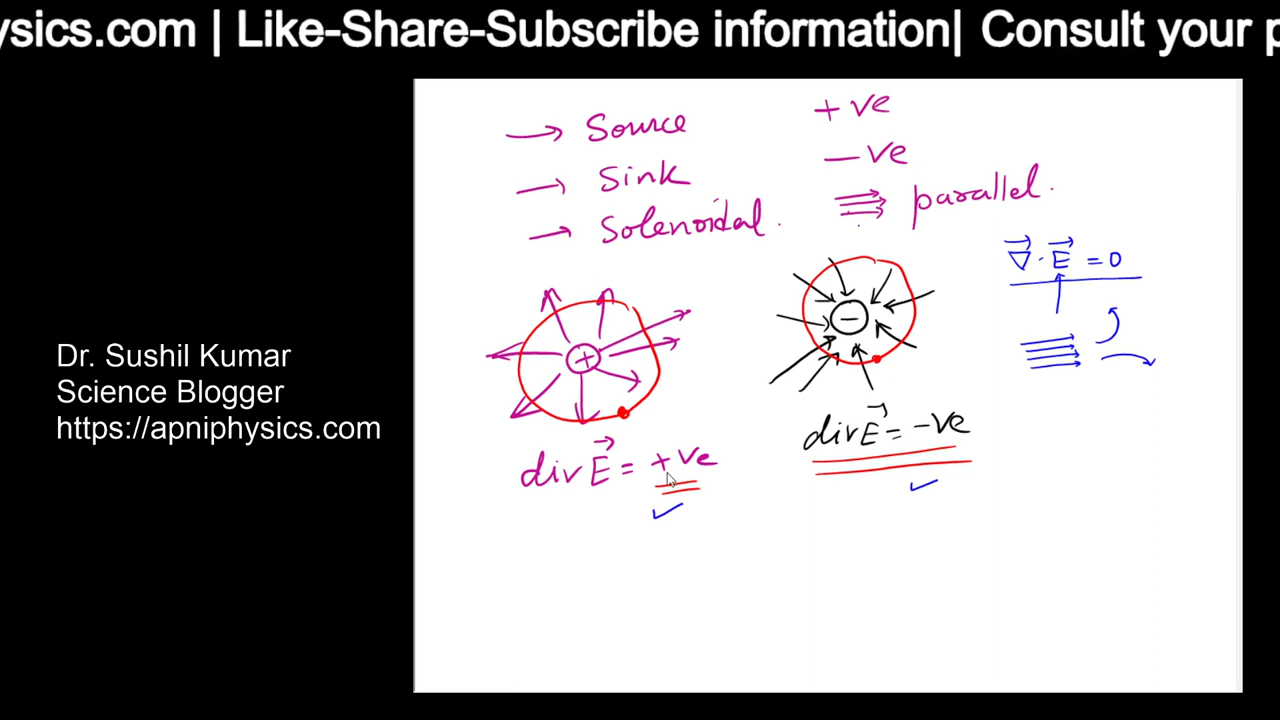 ysics.com | Like-Share-Subscribe information| Consult your p
→ Source +ve
→ Sink -ve
→ Solenoidal. parallel.
∇⃗ · E⃗ = 0
+
−
div E⃗ = +ve
div E⃗ = -ve
Dr. Sushil Kumar
Science Blogger
https://apniphysics.com